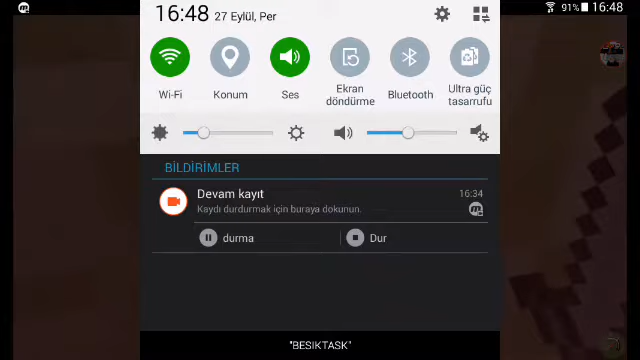 91% 16:48
16:48 27 Eylül, Per
Wi-Fi
Konum
Ses
Ekran
döndürme
Bluetooth
Ultra güç
tasarrufu
BİLDİRİMLER
Devam kayıt 16:34
Kaydı durdurmak için buraya dokunun.
durma
Dur
"BESIKTASK"